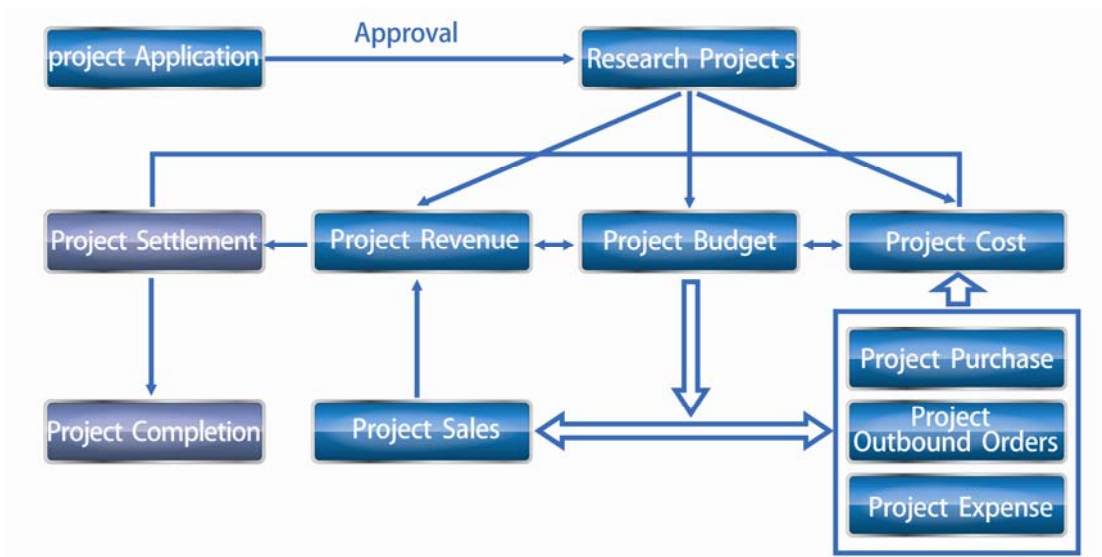 Approval
project Application
Research Projects
Project Settlement
Project Revenue
Project Budget
Project Cost
Project Purchase
Project Completion
Project Sales
Project
Outbound Orders
Project Expense